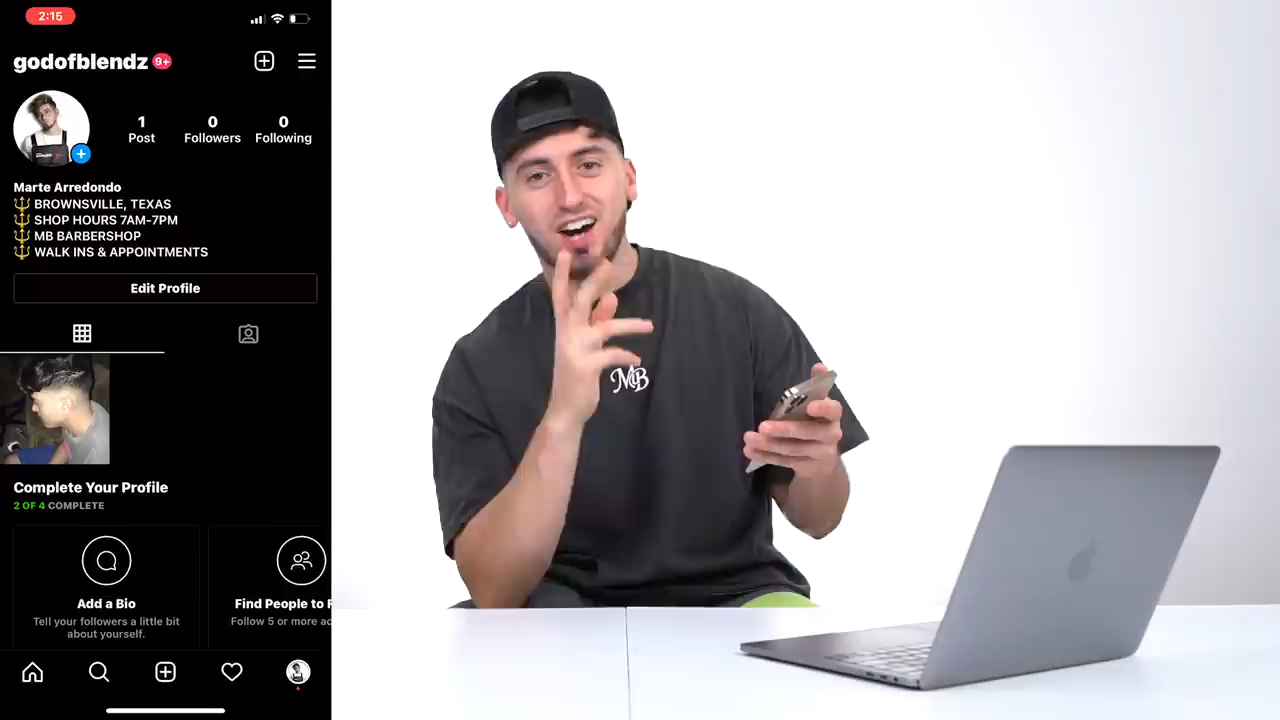 2:15
godofblendz 9+
1 0 0
Post Followers Following
Marte Arredondo
BROWNSVILLE, TEXAS
SHOP HOURS 7AM-7PM
MB BARBERSHOP
WALK INS & APPOINTMENTS
Edit Profile
Complete Your Profile
2 OF 4 COMPLETE
Add a Bio
Tell your followers a little bit
about yourself.
Find People to F
Follow 5 or more ac
MB